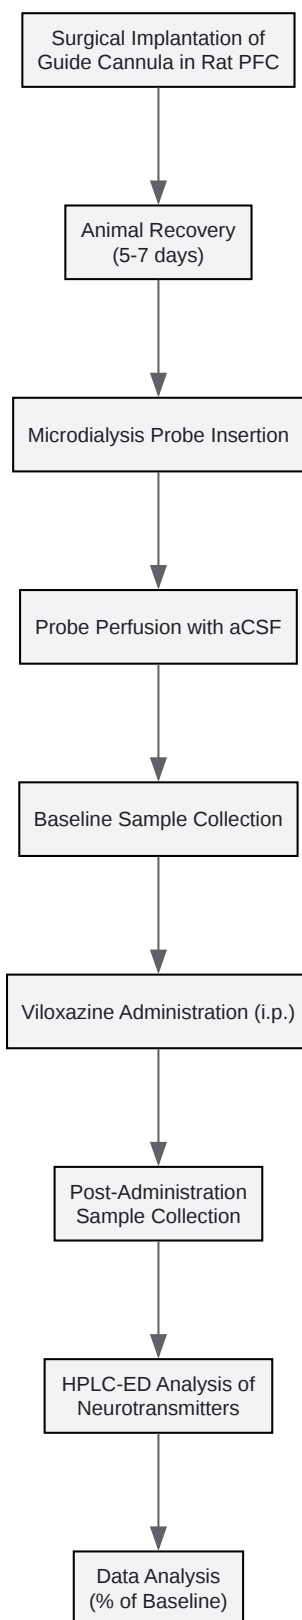 Surgical Implantation of
Guide Cannula in Rat PFC
Animal Recovery
(5-7 days)
Microdialysis Probe Insertion
Probe Perfusion with aCSF
Baseline Sample Collection
Viloxazine Administration (i.p.)
Post-Administration
Sample Collection
HPLC-ED Analysis of
Neurotransmitters
Data Analysis
(% of Baseline)